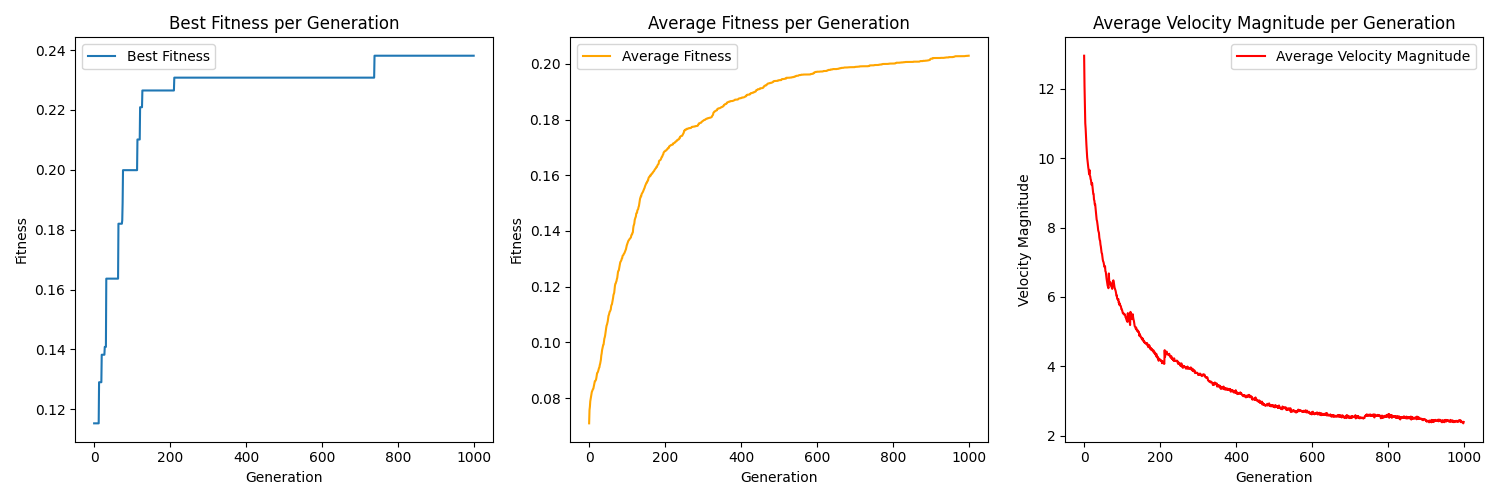 Best Fitness per Generation
Best Fitness
0.24
0.22
0.20
0.18
0.16
0.14
0.12
Fitness
0 200 400 600 800 1000
Generation
Average Fitness per Generation
Average Fitness
0.20
0.18
0.16
0.14
0.12
0.10
0.08
Fitness
0 200 400 600 800 1000
Generation
Average Velocity Magnitude per Generation
Average Velocity Magnitude
12
10
8
6
4
2
Velocity Magnitude
0 200 400 600 800 1000
Generation